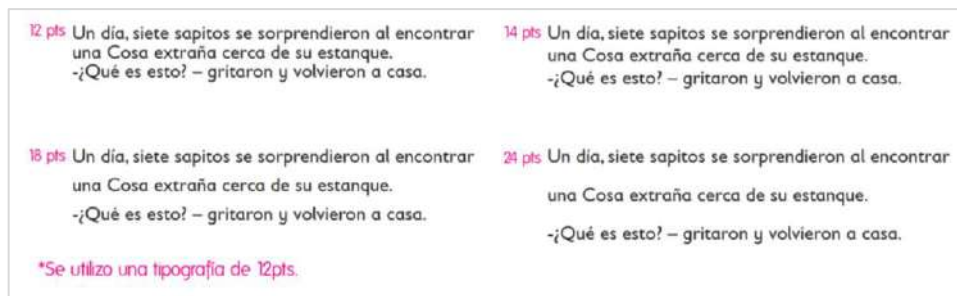 12 pts Un día, siete sapitos se sorprendieron al encontrar
una Cosa extraña cerca de su estanque.
-¿Qué es esto? – gritaron y volvieron a casa.
14 pts Un día, siete sapitos se sorprendieron al encontrar
una Cosa extraña cerca de su estanque.
-¿Qué es esto? – gritaron y volvieron a casa.
18 pts Un día, siete sapitos se sorprendieron al encontrar
una Cosa extraña cerca de su estanque.
-¿Qué es esto? – gritaron y volvieron a casa.
24 pts Un día, siete sapitos se sorprendieron al encontrar
una Cosa extraña cerca de su estanque.
-¿Qué es esto? – gritaron y volvieron a casa.
*Se utilizo una tipografía de 12pts.